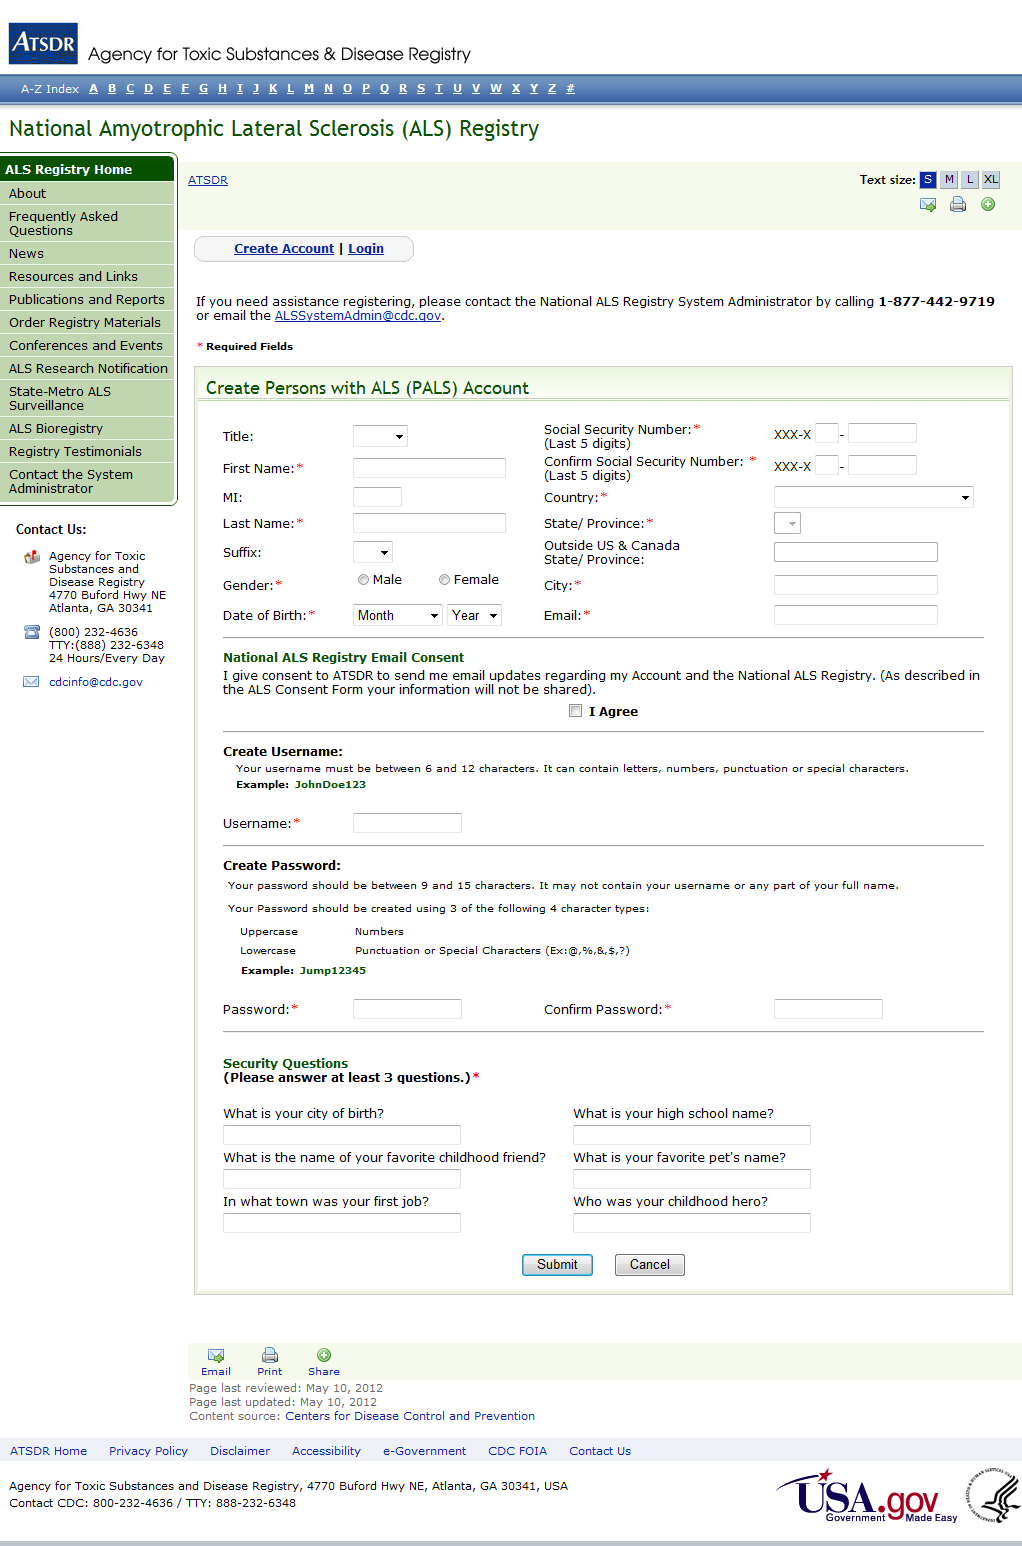 ATSDR
Agency for Toxic Substances & Disease Registry
A-Z Index A B C D E F G H I J K L M N O P Q R S T U V W X Y Z #
National Amyotrophic Lateral Sclerosis (ALS) Registry
ALS Registry Home
About
Frequently Asked
Questions
News
Resources and Links
Publications and Reports
Order Registry Materials
Conferences and Events
ALS Research Notification
State-Metro ALS
Surveillance
ALS Bioregistry
Registry Testimonials
Contact the System
Administrator
Contact Us:
Agency for Toxic
Substances and
Disease Registry
4770 Buford Hwy NE
Atlanta, GA 30341
(800) 232-4636
TTY:(888) 232-6348
24 Hours/Every Day
cdcinfo@cdc.gov
ATSDR
Text size: S M L XL
Create Account | Login
If you need assistance registering, please contact the National ALS Registry System Administrator by calling 1-877-442-9719
or email the ALSSystemAdmin@cdc.gov.
* Required Fields
Create Persons with ALS (PALS) Account
Title:
First Name:*
MI:
Last Name:*
Suffix:
Gender:* Male Female
Date of Birth:* Month Year
Social Security Number:*
(Last 5 digits) XXX-X -
Confirm Social Security Number: *
(Last 5 digits) XXX-X -
Country:*
State/ Province:*
Outside US & Canada
State/ Province:
City:*
Email:*
National ALS Registry Email Consent
I give consent to ATSDR to send me email updates regarding my Account and the National ALS Registry. (As described in
the ALS Consent Form your information will not be shared).
I Agree
Create Username:
Your username must be between 6 and 12 characters. It can contain letters, numbers, punctuation or special characters.
Example: JohnDoe123
Username:*
Create Password:
Your password should be between 9 and 15 characters. It may not contain your username or any part of your full name.
Your Password should be created using 3 of the following 4 character types:
Uppercase Numbers
Lowercase Punctuation or Special Characters (Ex:@,%,&,$,?)
Example: Jump12345
Password:* Confirm Password:*
Security Questions
(Please answer at least 3 questions.)*
What is your city of birth? What is your high school name?
What is the name of your favorite childhood friend? What is your favorite pet's name?
In what town was your first job? Who was your childhood hero?
Submit Cancel
Email Print Share
Page last reviewed: May 10, 2012
Page last updated: May 10, 2012
Content source: Centers for Disease Control and Prevention
ATSDR Home Privacy Policy Disclaimer Accessibility e-Government CDC FOIA Contact Us
Agency for Toxic Substances and Disease Registry, 4770 Buford Hwy NE, Atlanta, GA 30341, USA
Contact CDC: 800-232-4636 / TTY: 888-232-6348
USA.gov
Government Made Easy